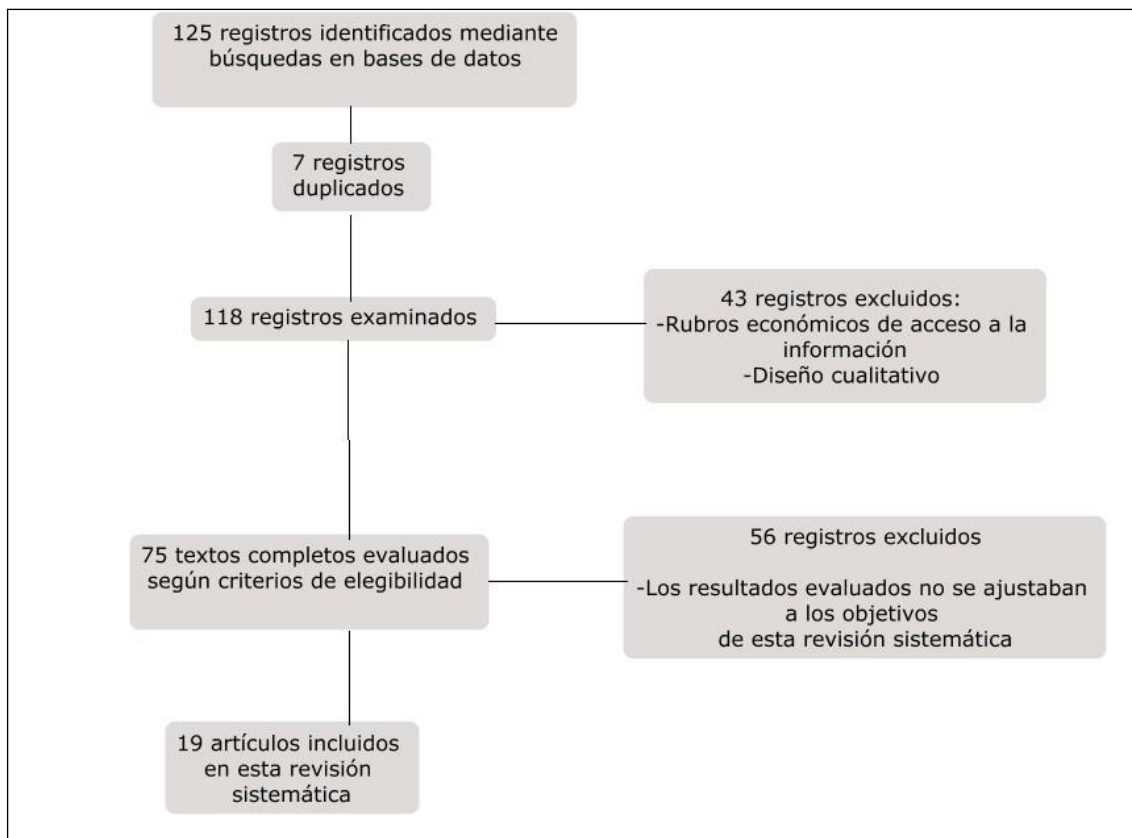 125 registros identificados mediante
búsquedas en bases de datos
7 registros
duplicados
118 registros examinados
43 registros excluidos:
-Rubros económicos de acceso a la
información
-Diseño cualitativo
75 textos completos evaluados
según criterios de elegibilidad
56 registros excluidos
-Los resultados evaluados no se ajustaban
a los objetivos
de esta revisión sistemática
19 artículos incluidos
en esta revisión
sistemática